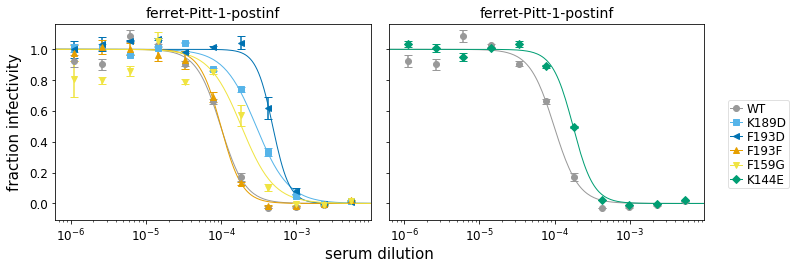 ferret-Pitt-1-postinf
ferret-Pitt-1-postinf
fraction infectivity
1.0
0.8
0.6
0.4
0.2
0.0
10⁻⁶
10⁻⁵
10⁻⁴
10⁻³
10⁻⁶
10⁻⁵
10⁻⁴
10⁻³
serum dilution
WT
K189D
F193D
F193F
F159G
K144E